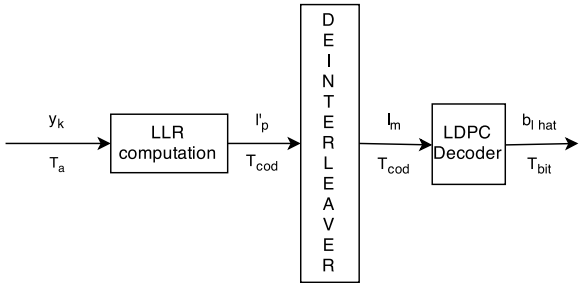 y_k
T_a
LLR
computation
l'_p
T_cod
D
E
I
N
T
E
R
L
E
A
V
E
R
l_m
T_cod
LDPC
Decoder
b_l hat
T_bit